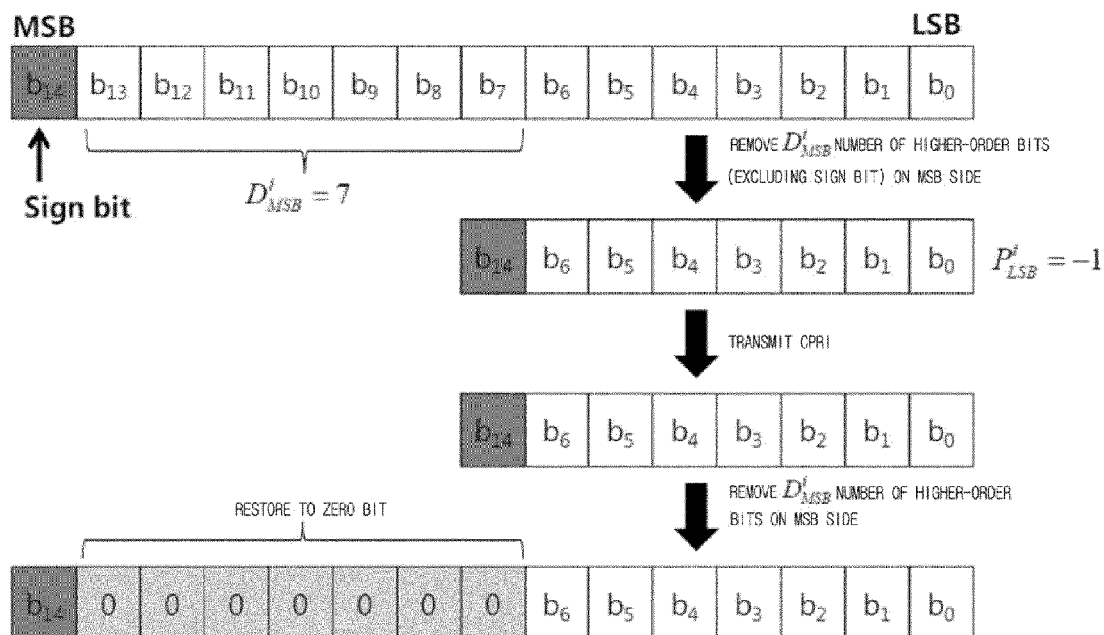 MSB LSB
b₁₄ b₁₃ b₁₂ b₁₁ b₁₀ b₉ b₈ b₇ b₆ b₅ b₄ b₃ b₂ b₁ b₀
Sign bit
D^i_{MSB} = 7
REMOVE D^i_{MSB} NUMBER OF HIGHER-ORDER BITS
(EXCLUDING SIGN BIT) ON MSB SIDE
b₁₄ b₆ b₅ b₄ b₃ b₂ b₁ b₀ P^i_{LSB} = -1
TRANSMIT CPRI
b₁₄ b₆ b₅ b₄ b₃ b₂ b₁ b₀
RESTORE TO ZERO BIT
REMOVE D^i_{MSB} NUMBER OF HIGHER-ORDER
BITS ON MSB SIDE
b₁₄ 0 0 0 0 0 0 0 b₆ b₅ b₄ b₃ b₂ b₁ b₀